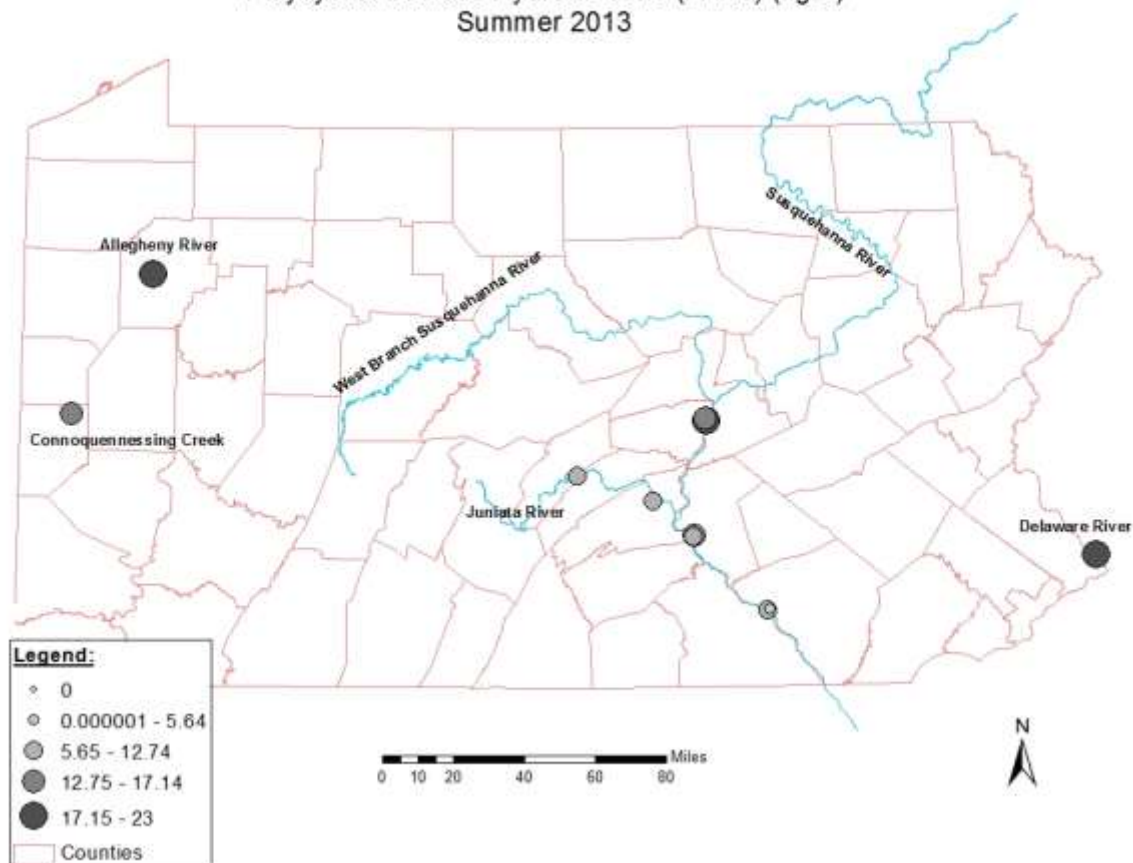 Summer 2013
Allegheny River
Susquehanna River
West Branch Susquehanna River
Connoquennessing Creek
Juniata River
Delaware River
Legend:
0
0.000001 - 5.64
5.65 - 12.74
12.75 - 17.14
17.15 - 23
Counties
0 10 20 40 60 80 Miles
N